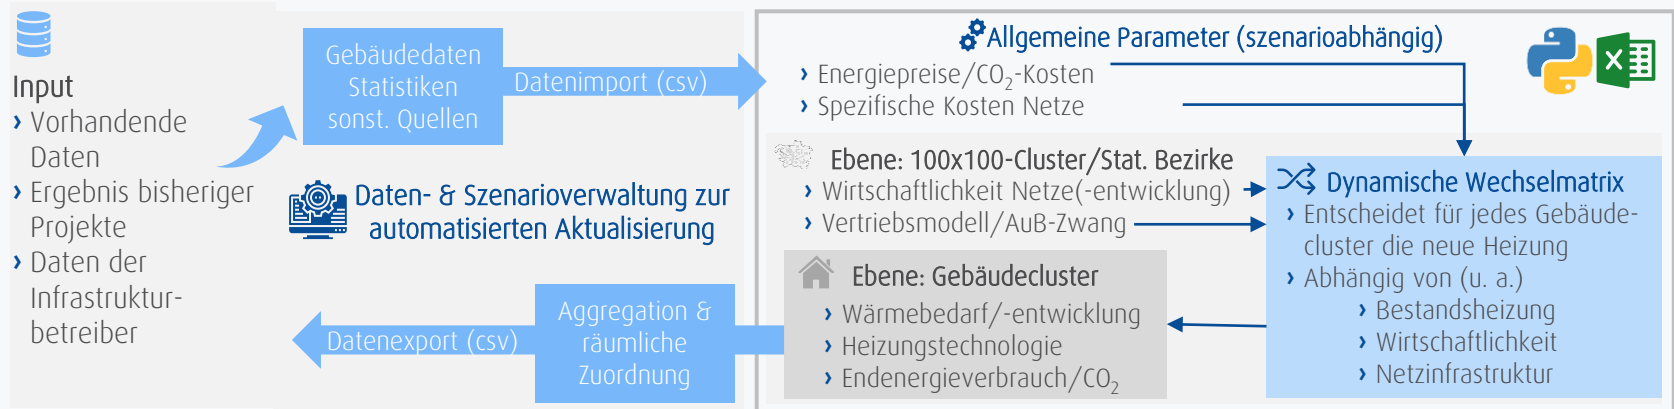 Input
› Vorhandende
Daten
› Ergebnis bisheriger
Projekte
› Daten der
Infrastruktur-
betreiber
Gebäudedaten
Statistiken
sonst. Quellen
Datenimport (csv)
Daten- & Szenarioverwaltung zur
automatisierten Aktualisierung
Aggregation &
räumliche
Zuordnung
Datenexport (csv)
Allgemeine Parameter (szenarioabhängig)
› Energiepreise/CO₂-Kosten
› Spezifische Kosten Netze
Ebene: 100x100-Cluster/Stat. Bezirke
› Wirtschaftlichkeit Netze(-entwicklung)
› Vertriebsmodell/AuB-Zwang
Ebene: Gebäudecluster
› Wärmebedarf/-entwicklung
› Heizungstechnologie
› Endenergieverbrauch/CO₂
Dynamische Wechselmatrix
› Entscheidet für jedes Gebäude-
cluster die neue Heizung
› Abhängig von (u. a.)
› Bestandsheizung
› Wirtschaftlichkeit
› Netzinfrastruktur
X